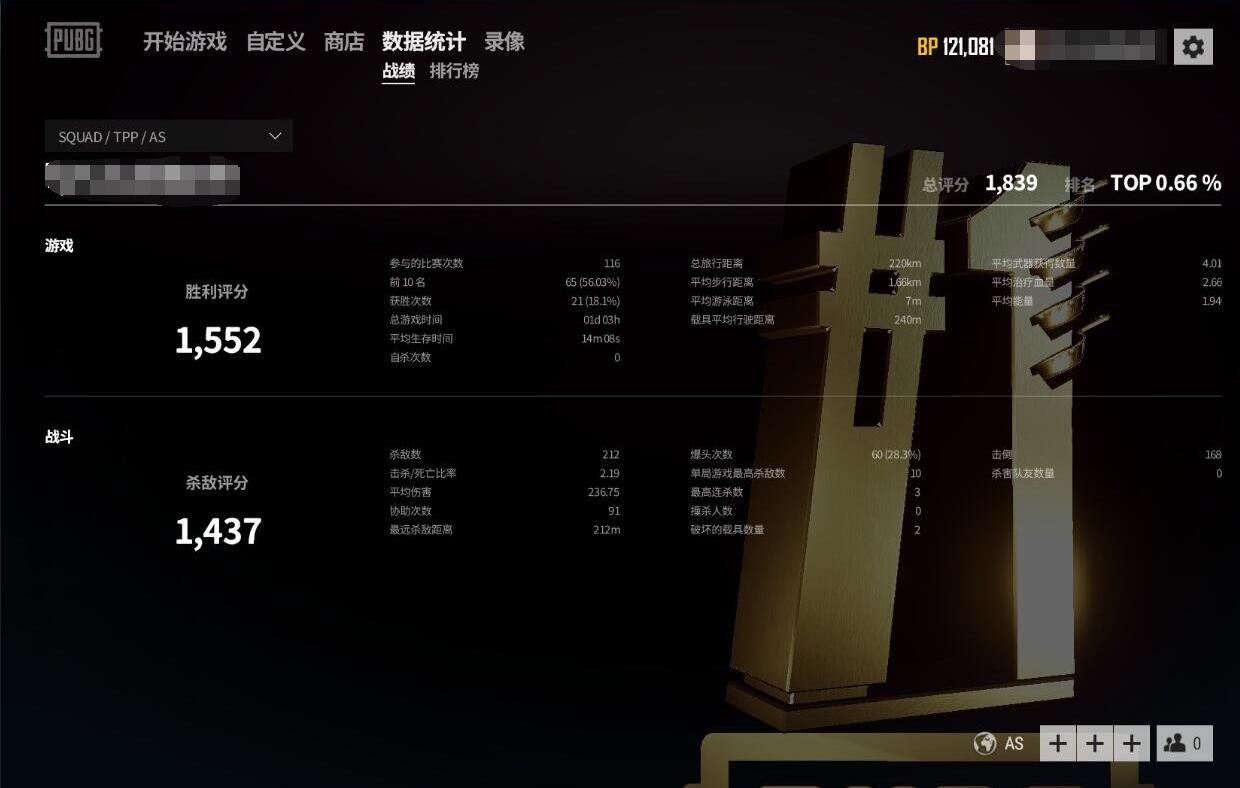 PUBG 开始游戏 自定义 商店 数据统计 录像 BP 121,081
战绩 排行榜
SQUAD / TPP / AS
总评分 1,839 排名 TOP 0.66 %
游戏
胜利评分
1,552
参与的比赛次数 116
前 10 名 65 (56.03%)
获胜次数 21 (18.1%)
总游戏时间 01d 03h
平均生存时间 14m 08s
自杀次数 0
总旅行距离 220km
平均步行距离 1.66km
平均游泳距离 7m
载具平均行驶距离 240m
平均武器获得数量 4.01
平均治疗血量 2.66
平均能量 1.94
战斗
杀敌评分
1,437
杀敌数 212
击杀/死亡比率 2.19
平均伤害 236.75
协助次数 91
最远杀敌距离 212m
爆头次数 60 (28.3%)
单局游戏最高杀敌数 10
最高连杀数 3
撞杀人数 0
破坏的载具数量 2
击倒 168
杀害队友数量 0
AS + + + 0